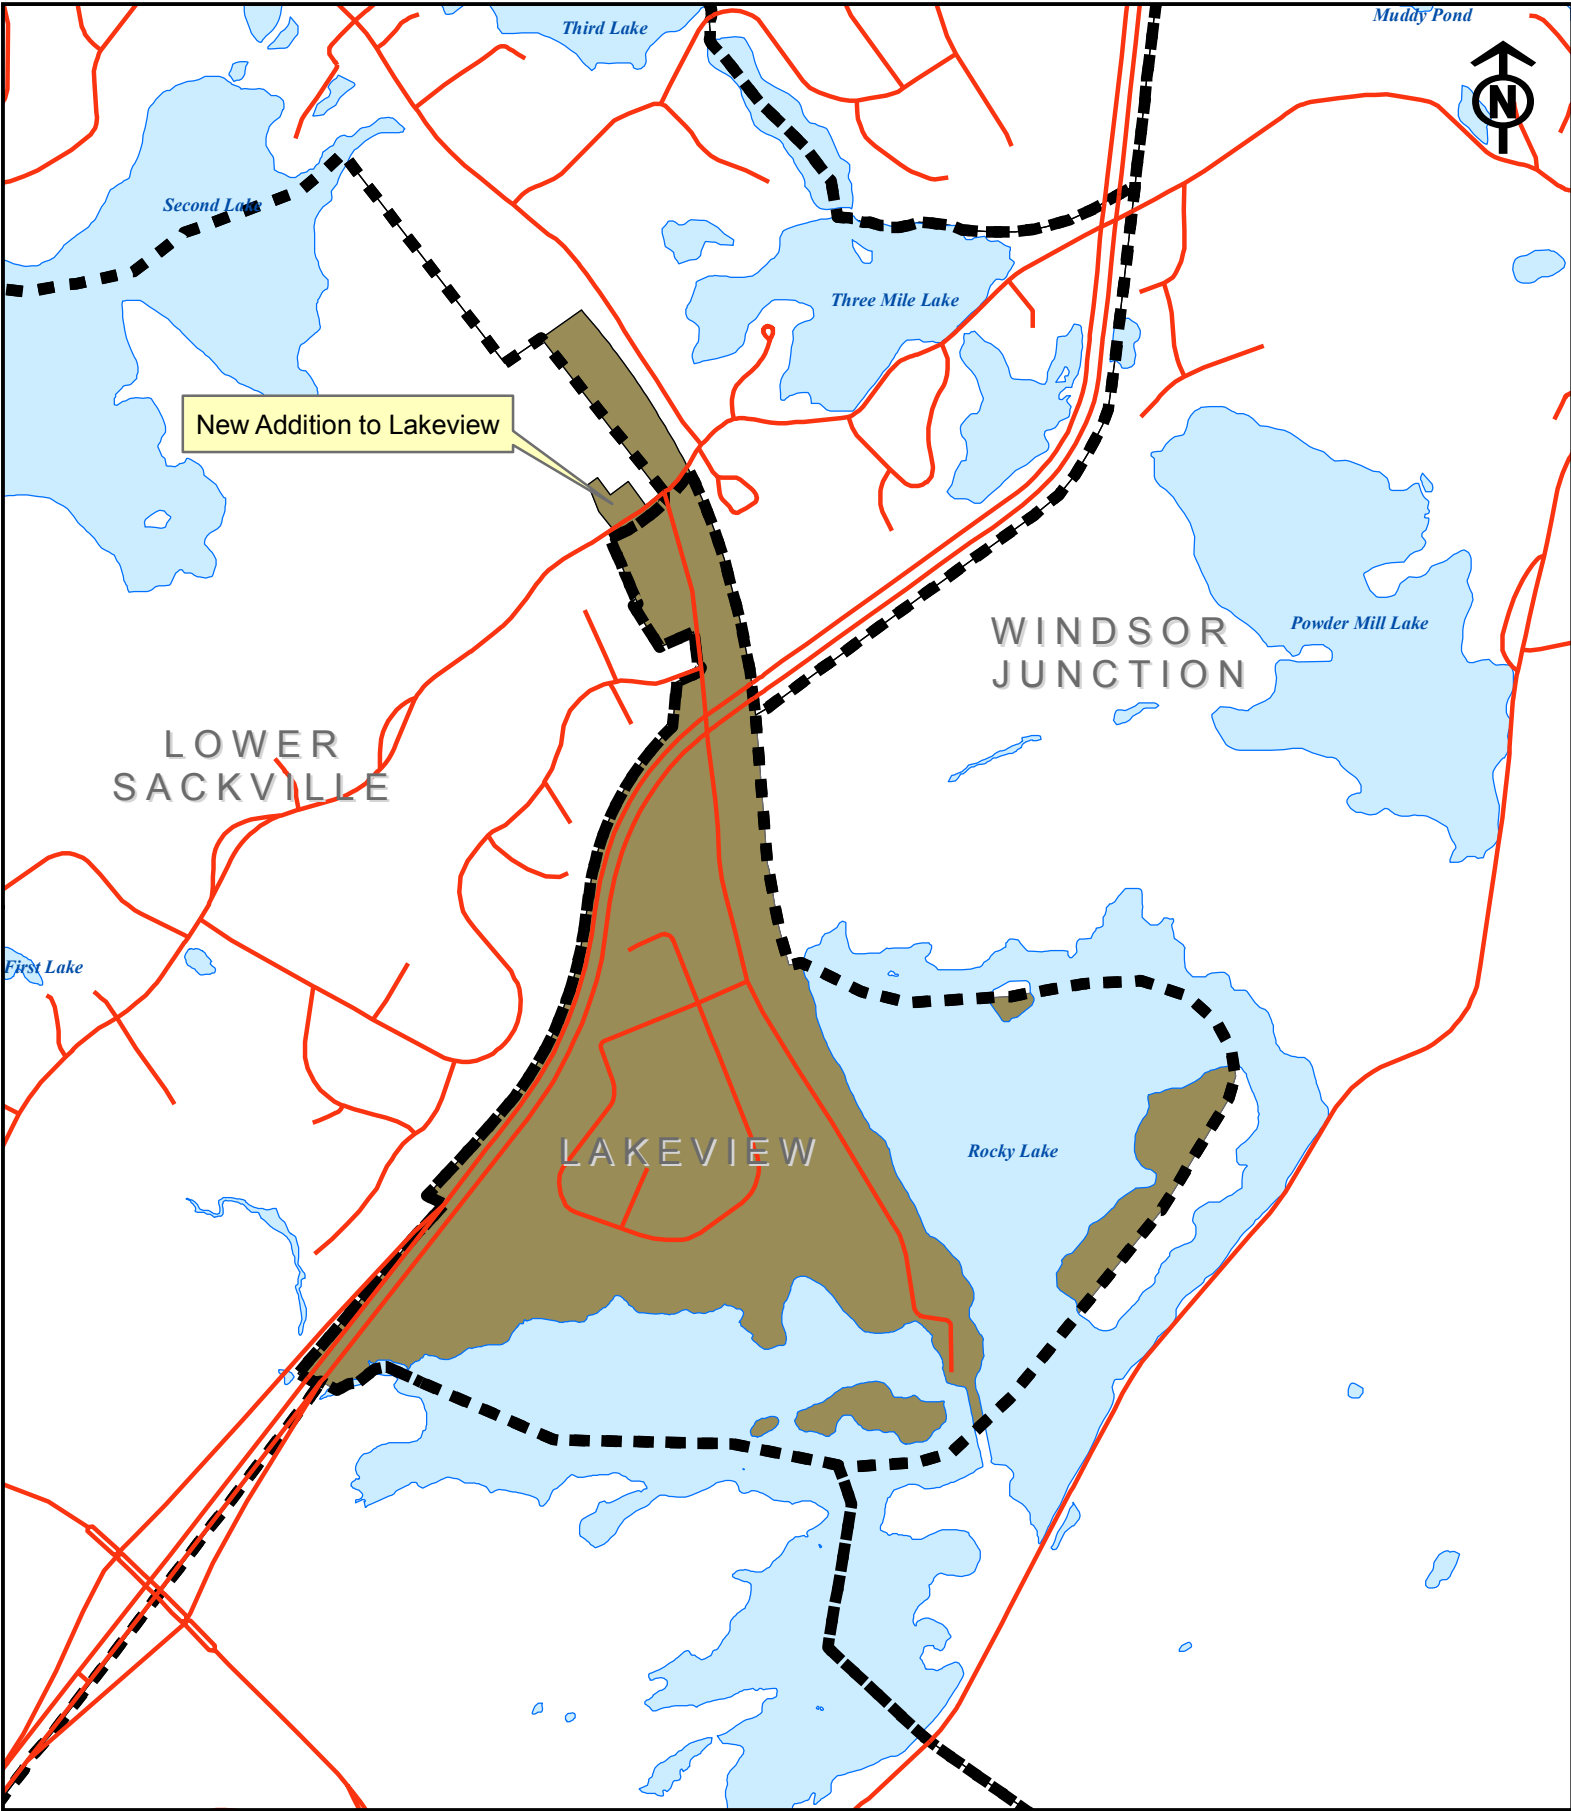 Muddy Pond
Third Lake
N
Second Lake
Three Mile Lake
New Addition to Lakeview
WINDSOR
JUNCTION
Powder Mill Lake
LOWER
SACKVILLE
First Lake
LAKEVIEW
Rocky Lake